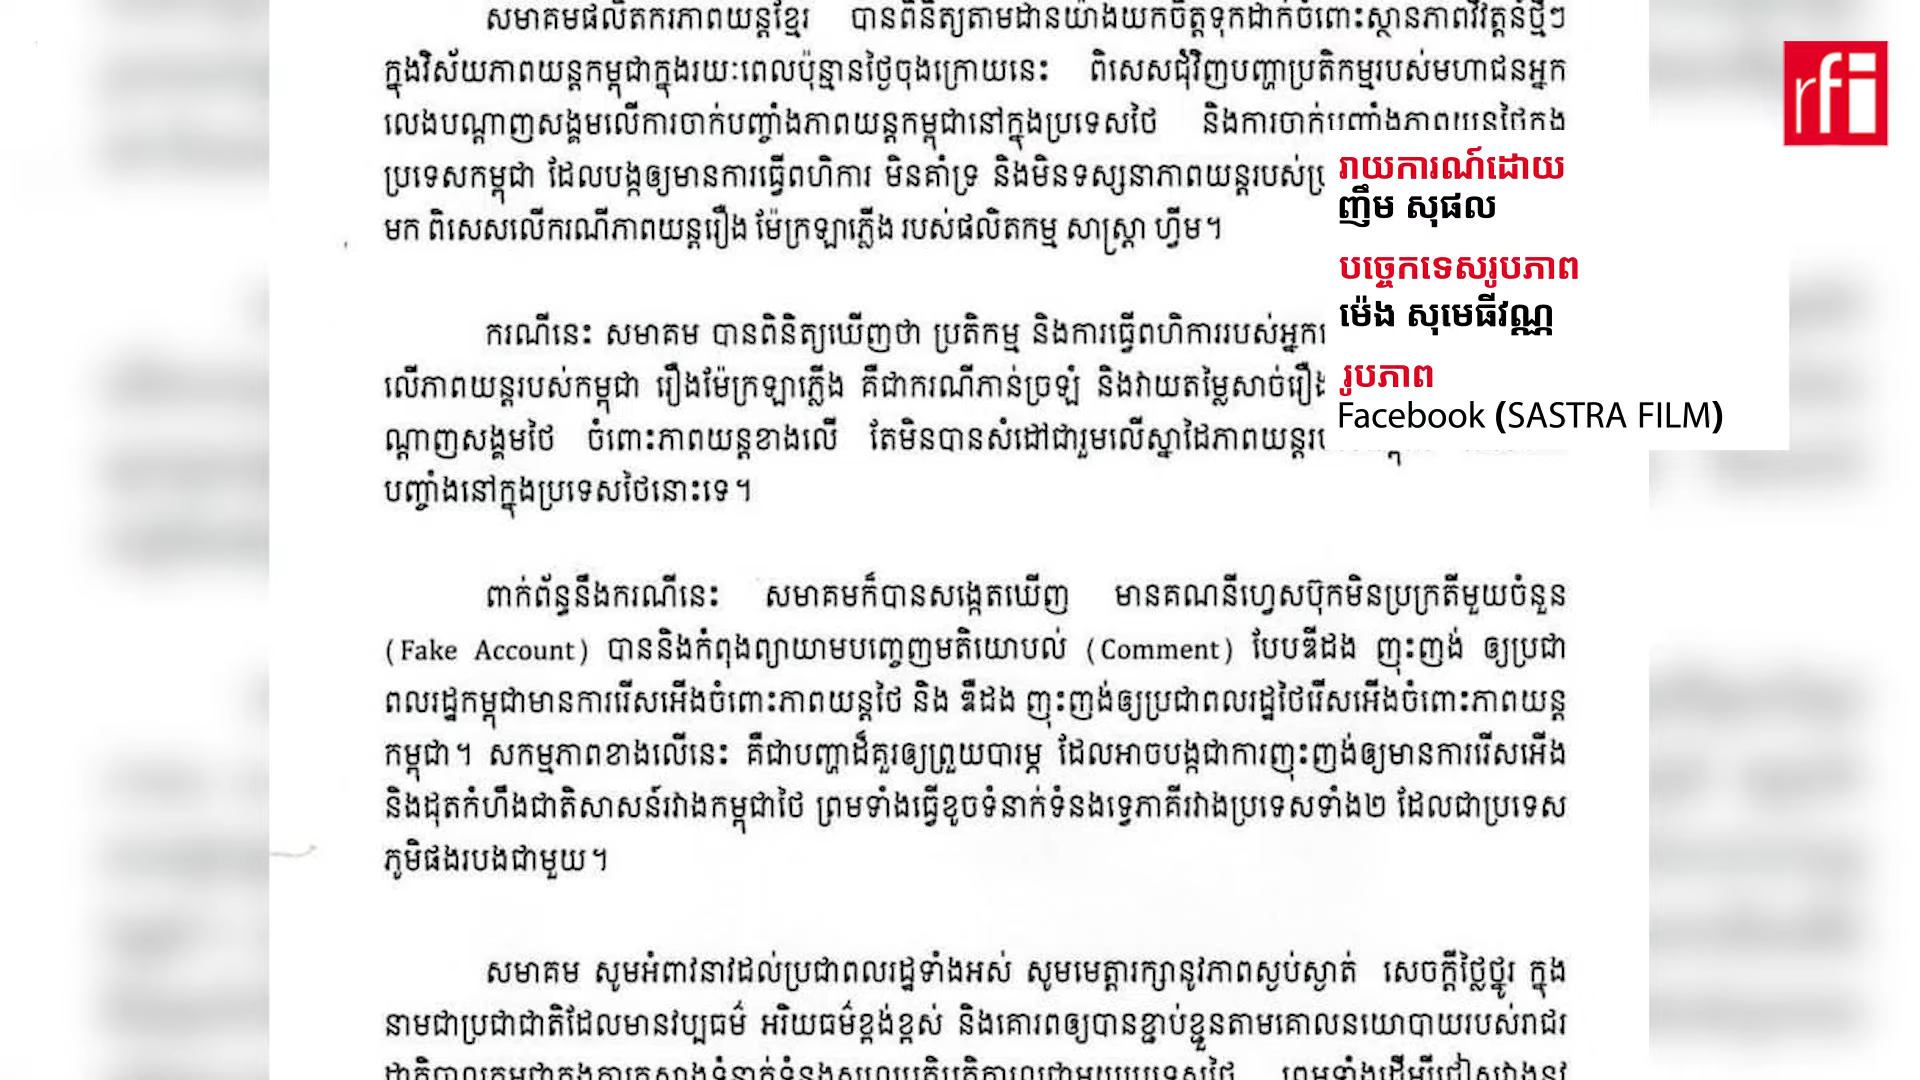 សមាគមផលិតករភាពយន្តខ្មែរ បានពិនិត្យតាមដានយ៉ាងយកចិត្តទុកដាក់ចំពោះស្ថានភាពវិវត្តន៍ថ្មីៗ
ក្នុងវិស័យភាពយន្តកម្ពុជាក្នុងរយៈពេលប៉ុន្មានថ្ងៃចុងក្រោយនេះ ពិសេសជុំវិញបញ្ហាប្រតិកម្មរបស់មហាជនអ្នក
លេងបណ្តាញសង្គមលើការចាក់បញ្ចាំងភាពយន្តកម្ពុជានៅក្នុងប្រទេសថៃ និងការចាក់បញ្ចាំងភាពយន្តថៃក្នុង
ប្រទេសកម្ពុជា ដែលបង្កឲ្យមានការធ្វើពហិការ មិនគាំទ្រ និងមិនទស្សនាភាពយន្តរបស់
មក ពិសេសលើករណីភាពយន្តរឿង ម៉ែក្រឡាភ្លើង របស់ផលិតកម្ម សាស្ត្រា ហ្វីម។
ករណីនេះ សមាគម បានពិនិត្យឃើញថា ប្រតិកម្ម និងការធ្វើពហិការរបស់
លើភាពយន្តរបស់កម្ពុជា រឿងម៉ែក្រឡាភ្លើង គឺជាករណីភាន់ច្រឡំ និងវាយតម្លៃសាច់រឿង
ណ្តាញសង្គមថៃ ចំពោះភាពយន្តខាងលើ តែមិនបានសំដៅជារួមលើស្នាដៃភាពយន្ត
បញ្ចាំងនៅក្នុងប្រទេសថៃនោះទេ។
ពាក់ព័ន្ធនឹងករណីនេះ សមាគមក៏បានសង្កេតឃើញ មានគណនីហ្វេសប៊ុកមិនប្រក្រតីមួយចំនួន
(Fake Account) បាននិងកំពុងព្យាយាមបញ្ចេញមតិយោបល់ (Comment) បែបឌឺដង ញុះញង់ ឲ្យប្រជា
ពលរដ្ឋកម្ពុជាមានការរើសអើងចំពោះភាពយន្តថៃ និង ឌឺដង ញុះញង់ឲ្យប្រជាពលរដ្ឋថៃរើសអើងចំពោះភាពយន្ត
កម្ពុជា។ សកម្មភាពខាងលើនេះ គឺជាបញ្ហាដ៏គួរឲ្យព្រួយបារម្ភ ដែលអាចបង្កជាការញុះញង់ឲ្យមានការរើសអើង
និងដុតកំហឹងជាតិសាសន៍រវាងកម្ពុជាថៃ ព្រមទាំងធ្វើខូចទំនាក់ទំនងទ្វេភាគីរវាងប្រទេសទាំង២ ដែលជាប្រទេស
ភូមិផងរបងជាមួយ។
សមាគម សូមអំពាវនាវដល់ប្រជាពលរដ្ឋទាំងអស់ សូមមេត្តារក្សានូវភាពស្ងប់ស្ងាត់ សេចក្តីថ្លៃថ្នូរ ក្នុង
នាមជាប្រជាជាតិដែលមានវប្បធម៌ អរិយធម៌ខ្ពង់ខ្ពស់ និងគោរពឲ្យបានខ្ជាប់ខ្ជួនតាមគោលនយោបាយរបស់រាជរ
rfi
រាយការណ៍ដោយ
ញឹម សុផល
បច្ចេកទេសរូបភាព
ម៉េង សុមេធីវណ្ណ
រូបភាព
Facebook (SASTRA FILM)